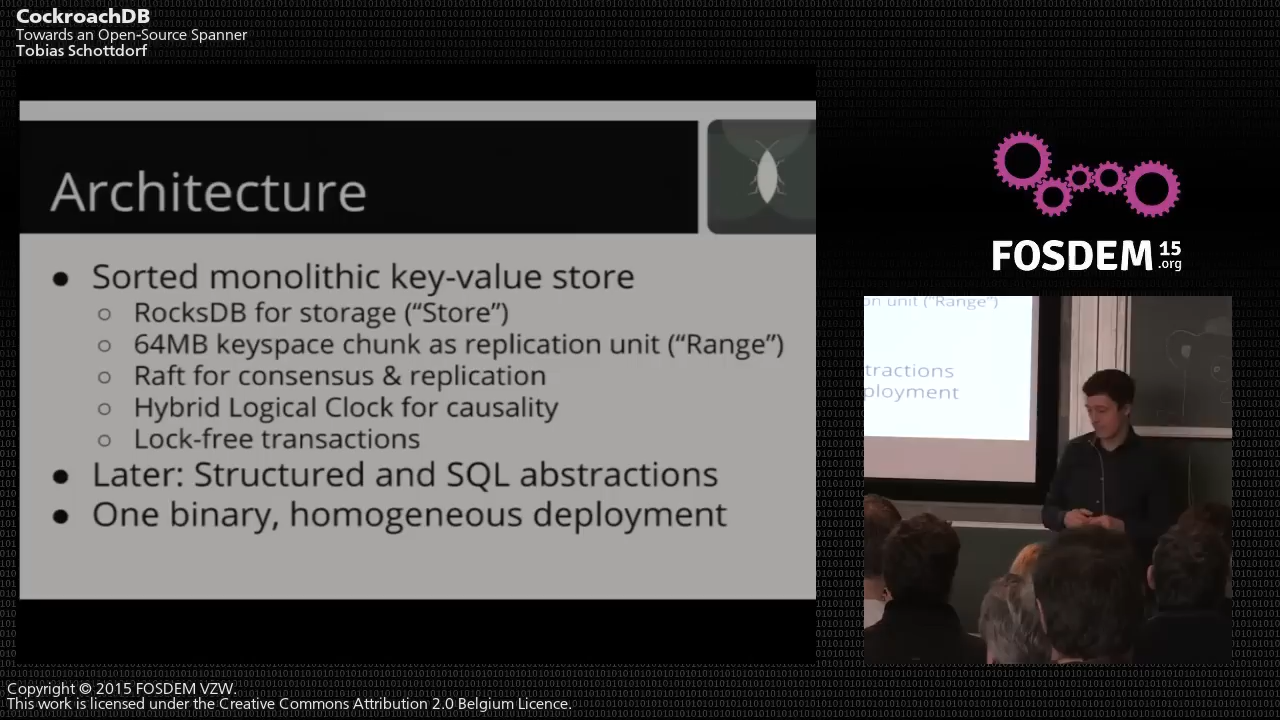 CockroachDB
Towards an Open-Source Spanner
Tobias Schottdorf
Architecture
● Sorted monolithic key-value store
○ RocksDB for storage (“Store”)
○ 64MB keyspace chunk as replication unit (“Range”)
○ Raft for consensus & replication
○ Hybrid Logical Clock for causality
○ Lock-free transactions
● Later: Structured and SQL abstractions
● One binary, homogeneous deployment
FOSDEM 15
.org
on unit (“Range”)
tractions
ployment
Copyright © 2015 FOSDEM VZW.
This work is licensed under the Creative Commons Attribution 2.0 Belgium Licence.